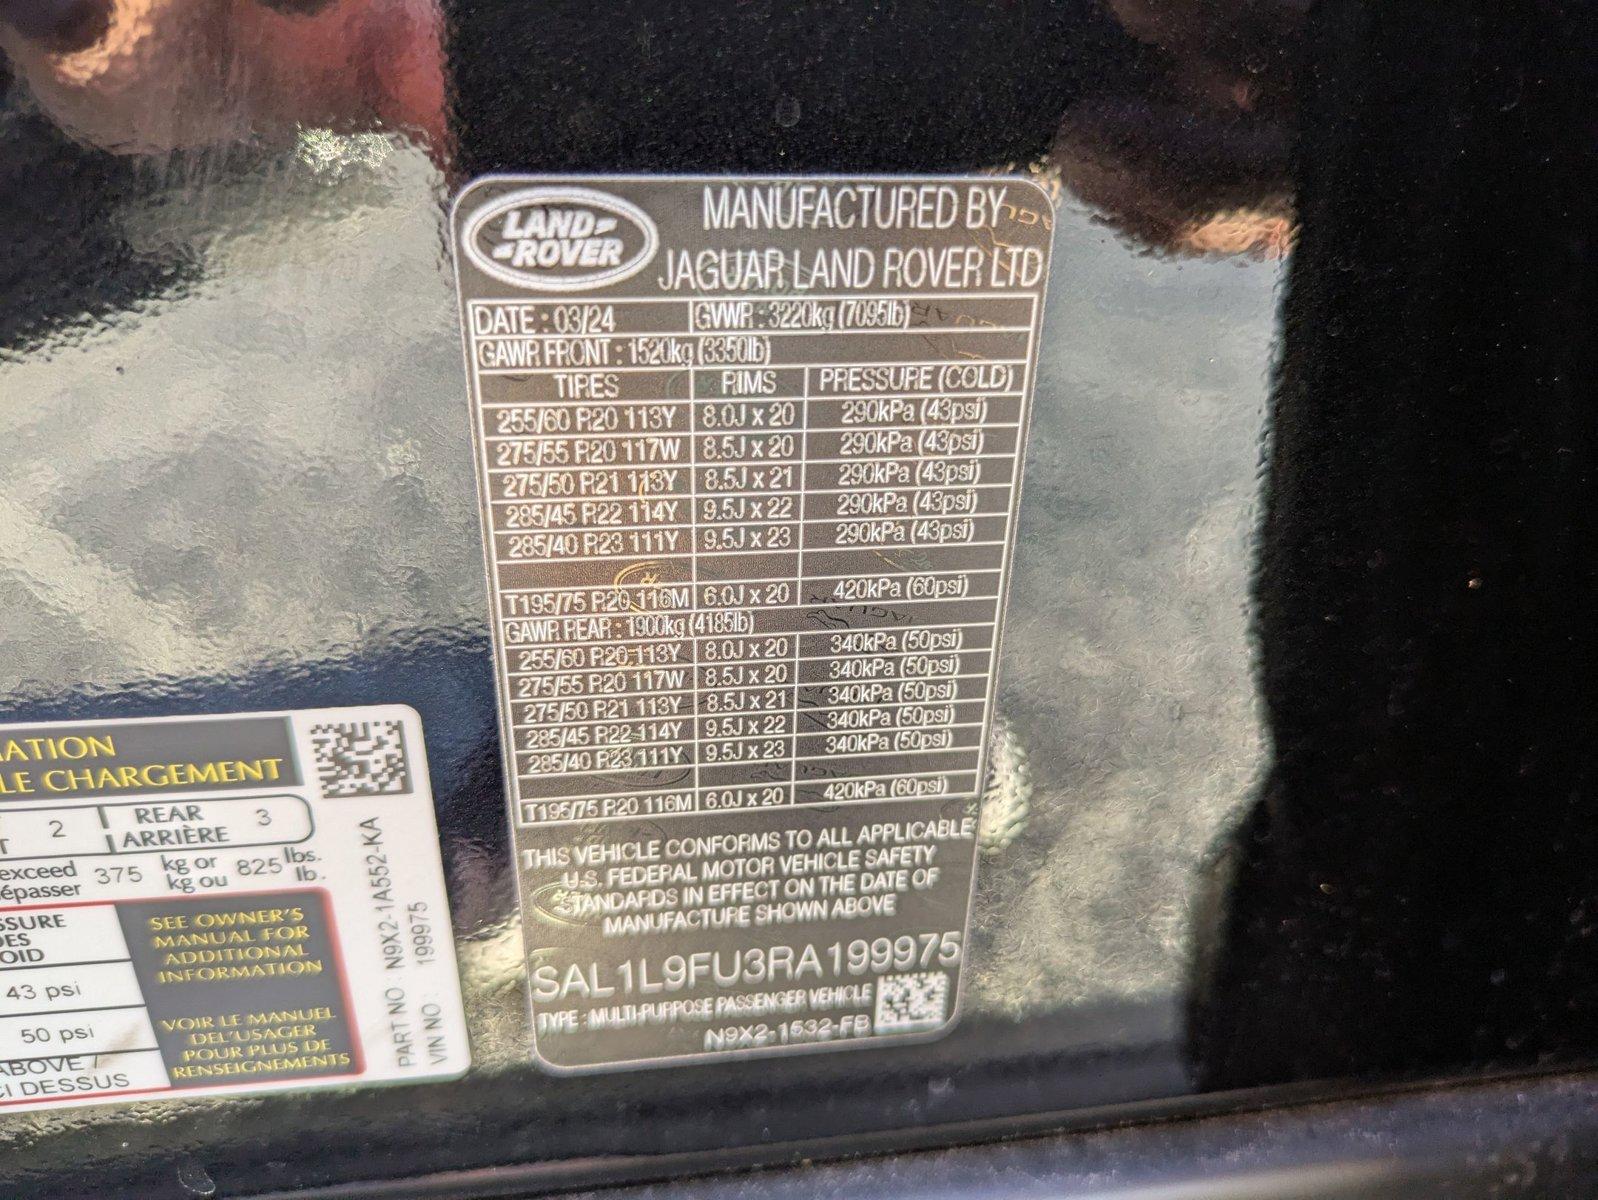 LAND ROVER
MANUFACTURED BY
JAGUAR LAND ROVER LTD
DATE : 03/24 GVWR : 3220kg (7095lb)
GAWR FRONT : 1520kg (3350lb)
TIRES RIMS PRESSURE (COLD)
255/60 R20 113Y 8.0J x 20 290kPa (43psi)
275/55 R20 117W 8.5J x 20 290kPa (43psi)
275/50 R21 113Y 8.5J x 21 290kPa (43psi)
285/45 R22 114Y 9.5J x 22 290kPa (43psi)
285/40 R23 111Y 9.5J x 23 290kPa (43psi)
T195/75 R20 116M 6.0J x 20 420kPa (60psi)
GAWR REAR : 1900kg (4185lb)
255/60 R20 113Y 8.0J x 20 340kPa (50psi)
275/55 R20 117W 8.5J x 20 340kPa (50psi)
275/50 R21 113Y 8.5J x 21 340kPa (50psi)
285/45 R22 114Y 9.5J x 22 340kPa (50psi)
285/40 R23 111Y 9.5J x 23 340kPa (50psi)
T195/75 R20 116M 6.0J x 20 420kPa (60psi)
THIS VEHICLE CONFORMS TO ALL APPLICABLE
U.S. FEDERAL MOTOR VEHICLE SAFETY
STANDARDS IN EFFECT ON THE DATE OF
MANUFACTURE SHOWN ABOVE
SAL1L9FU3RA199975
TYPE : MULTI-PURPOSE PASSENGER VEHICLE
N9X2-1532-FB
ATION
LE CHARGEMENT
2 REAR 3
T ARRIÈRE
exceed 375 kg or 825 lbs.
épasser kg ou lb.
SSURE
DES
OID
43 psi
50 psi
ABOVE /
CI DESSUS
SEE OWNER'S
MANUAL FOR
ADDITIONAL
INFORMATION
VOIR LE MANUEL
DEL'USAGER
POUR PLUS DE
RENSEIGNEMENTS
PART NO : N9X2-1A552-KA
VIN NO : 199975